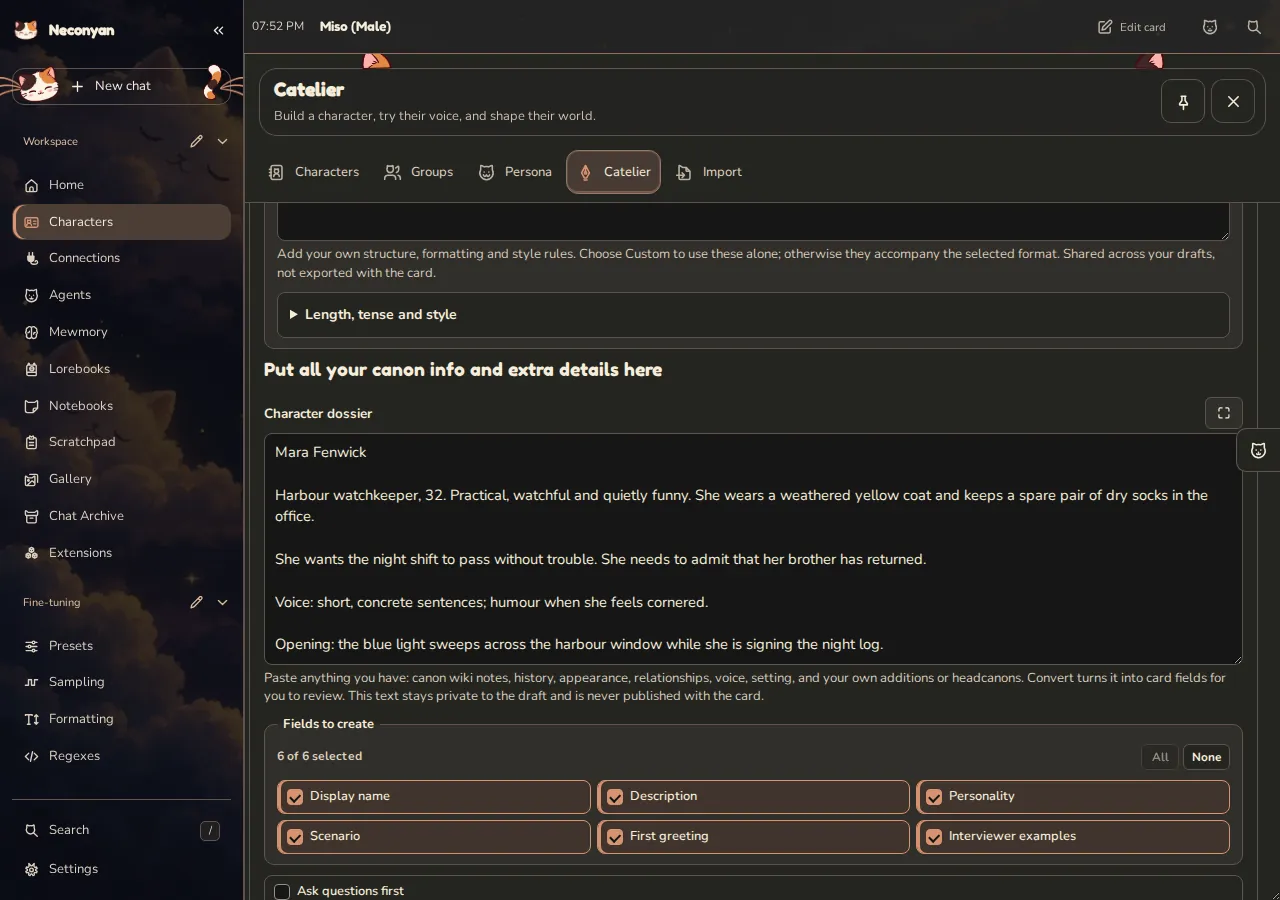 Neconyan
«
07:52 PM
Miso (Male)
Edit card
New chat
Workspace
Home
Characters
Connections
Agents
Mewmory
Lorebooks
Notebooks
Scratchpad
Gallery
Chat Archive
Extensions
Fine-tuning
Presets
Sampling
Formatting
Regexes
Search
/
Settings
Catelier
Build a character, try their voice, and shape their world.
Characters
Groups
Persona
Catelier
Import
Add your own structure, formatting and style rules. Choose Custom to use these alone; otherwise they accompany the selected format. Shared across your drafts,
not exported with the card.
Length, tense and style
Put all your canon info and extra details here
Character dossier
Mara Fenwick
Harbour watchkeeper, 32. Practical, watchful and quietly funny. She wears a weathered yellow coat and keeps a spare pair of dry socks in the
office.
She wants the night shift to pass without trouble. She needs to admit that her brother has returned.
Voice: short, concrete sentences; humour when she feels cornered.
Opening: the blue light sweeps across the harbour window while she is signing the night log.
Paste anything you have: canon wiki notes, history, appearance, relationships, voice, setting, and your own additions or headcanons. Convert turns it into card fields for
you to review. This text stays private to the draft and is never published with the card.
Fields to create
6 of 6 selected
All
None
Display name
Description
Personality
Scenario
First greeting
Interviewer examples
Ask questions first